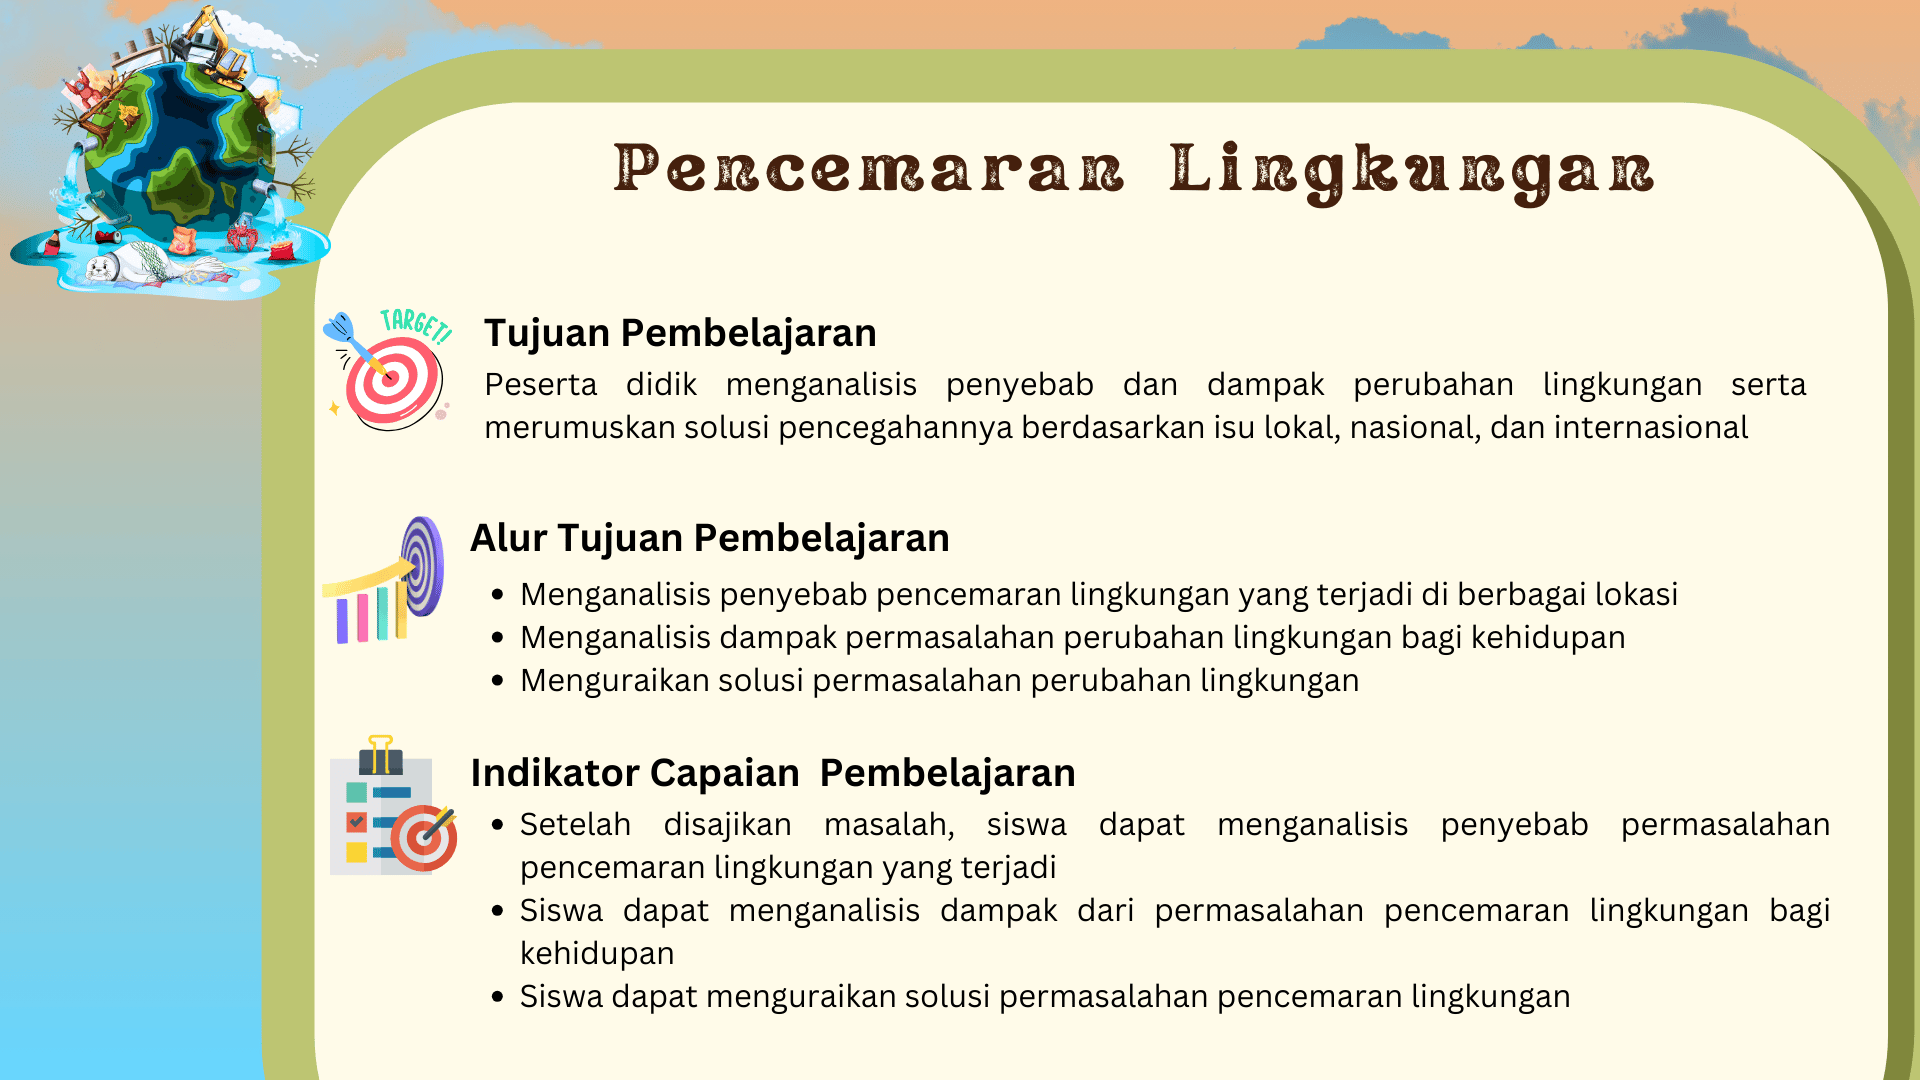 Pencemaran Lingkungan
TARGET!
Tujuan Pembelajaran
Peserta didik menganalisis penyebab dan dampak perubahan lingkungan serta
merumuskan solusi pencegahannya berdasarkan isu lokal, nasional, dan internasional
Alur Tujuan Pembelajaran
• Menganalisis penyebab pencemaran lingkungan yang terjadi di berbagai lokasi
• Menganalisis dampak permasalahan perubahan lingkungan bagi kehidupan
• Menguraikan solusi permasalahan perubahan lingkungan
Indikator Capaian  Pembelajaran
• Setelah disajikan masalah, siswa dapat menganalisis penyebab permasalahan
pencemaran lingkungan yang terjadi
• Siswa dapat menganalisis dampak dari permasalahan pencemaran lingkungan bagi
kehidupan
• Siswa dapat menguraikan solusi permasalahan pencemaran lingkungan